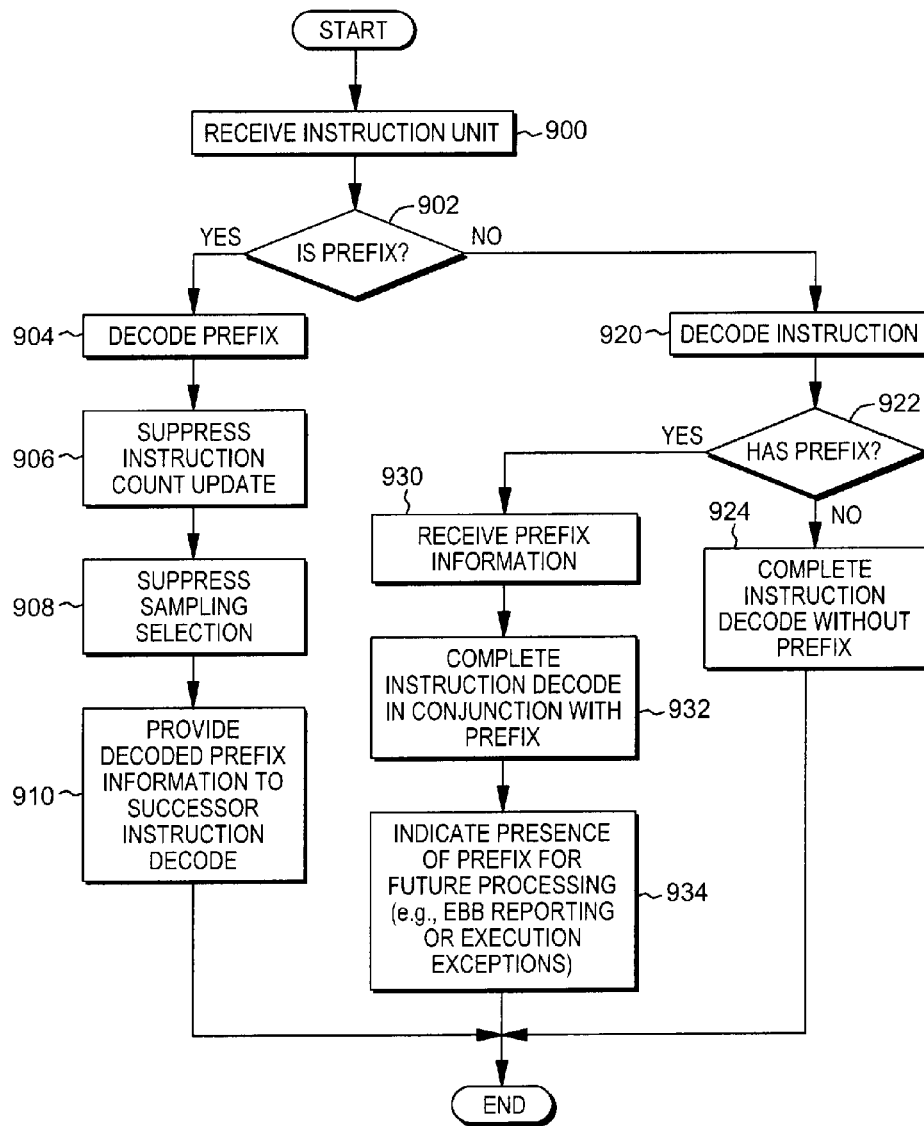 START
RECEIVE INSTRUCTION UNIT
900
902
YES
IS PREFIX?
NO
904
DECODE PREFIX
906
SUPPRESS
INSTRUCTION
COUNT UPDATE
908
SUPPRESS
SAMPLING
SELECTION
910
PROVIDE
DECODED PREFIX
INFORMATION TO
SUCCESSOR
INSTRUCTION
DECODE
920
DECODE INSTRUCTION
922
YES
HAS PREFIX?
NO
930
RECEIVE PREFIX
INFORMATION
924
COMPLETE
INSTRUCTION
DECODE WITHOUT
PREFIX
COMPLETE
INSTRUCTION DECODE
IN CONJUNCTION WITH
PREFIX
932
INDICATE PRESENCE
OF PREFIX FOR
FUTURE PROCESSING
(e.g., EBB REPORTING
OR EXECUTION
EXCEPTIONS)
934
END